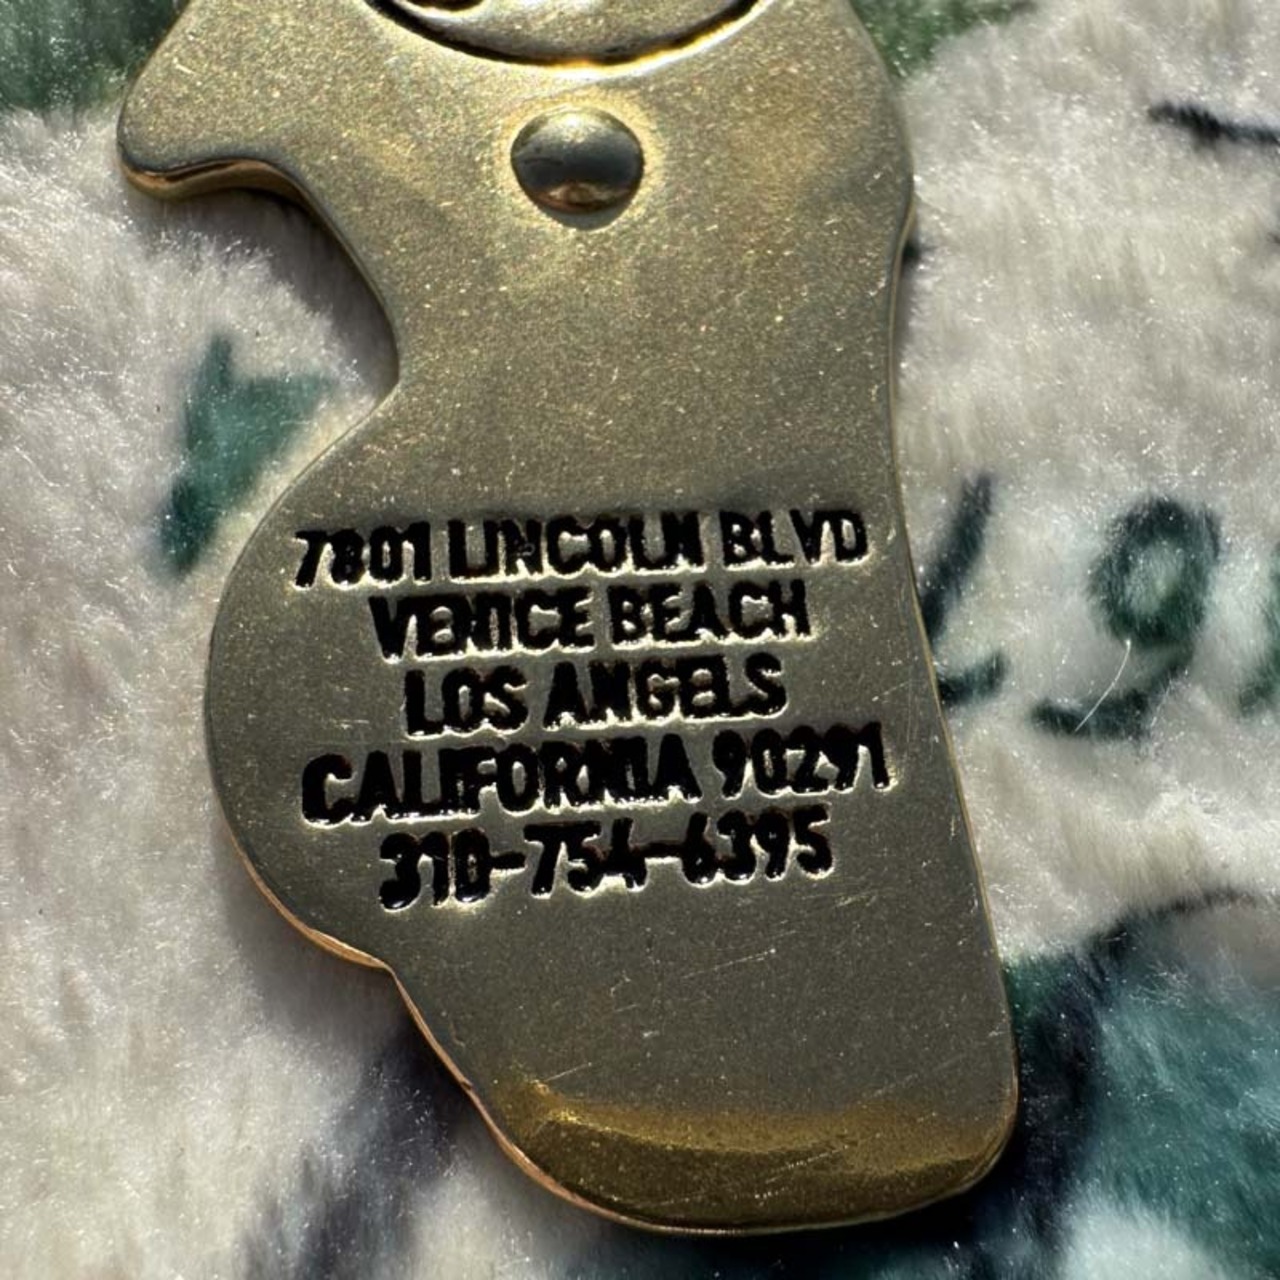 7801 LINCOLN BLVD
VENICE BEACH
LOS ANGELS
CALIFORNIA 90291
310-754-6395